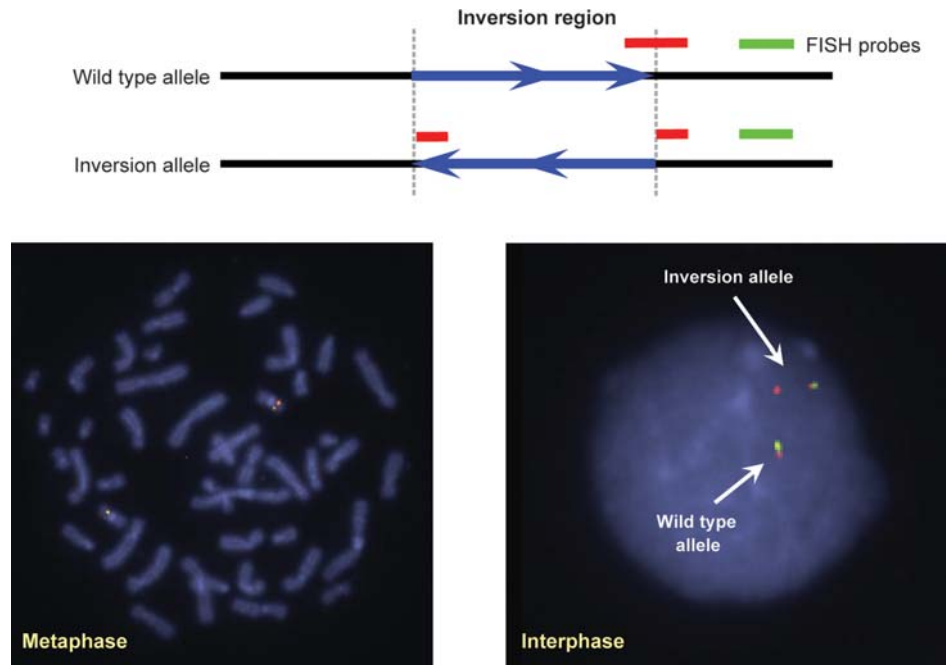 Inversion region
FISH probes
Wild type allele
Inversion allele
Inversion allele
Wild type
allele
Metaphase
Interphase